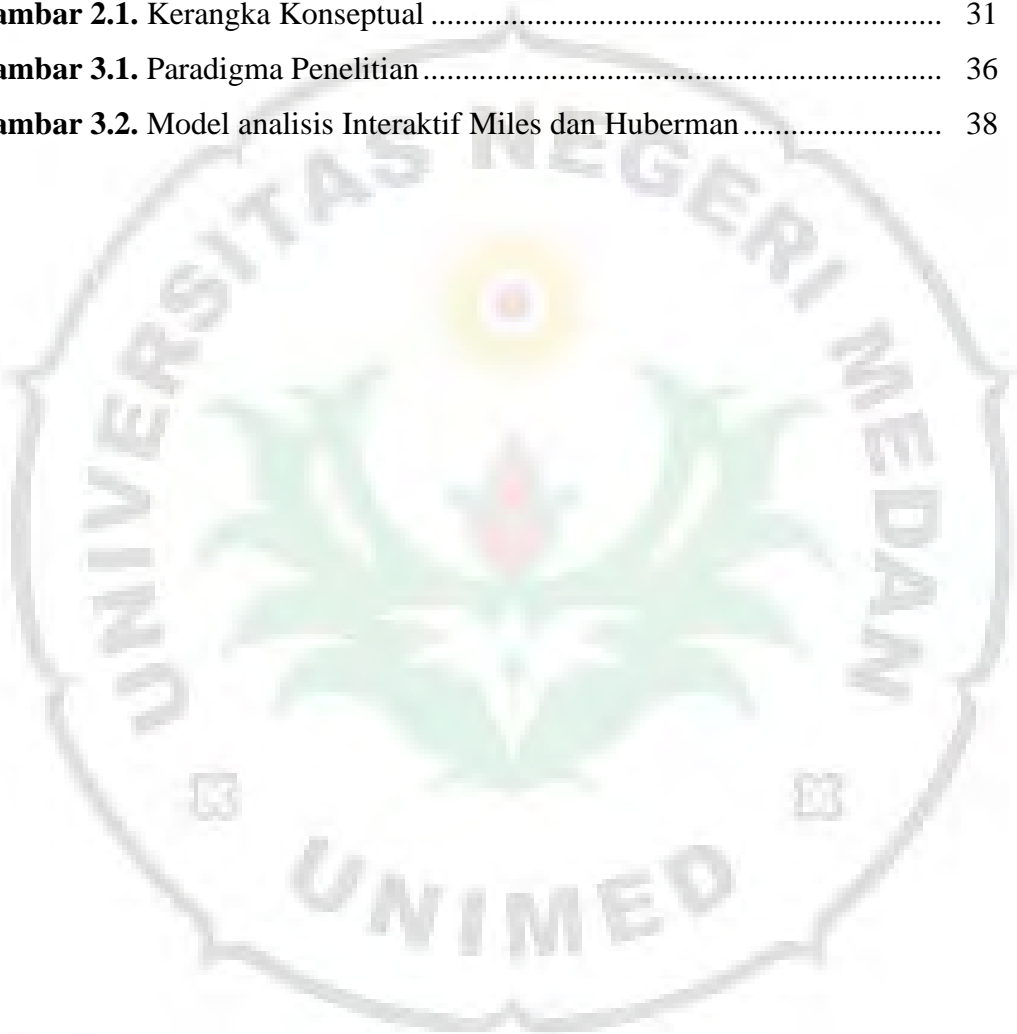 ambar 2.1. Kerangka Konseptual ............................................................. 31
ambar 3.1. Paradigma Penelitian .............................................................. 36
ambar 3.2. Model analisis Interaktif Miles dan Huberman ........................ 38
UNIVERSITAS NEGERI MEDAN
UNIMED